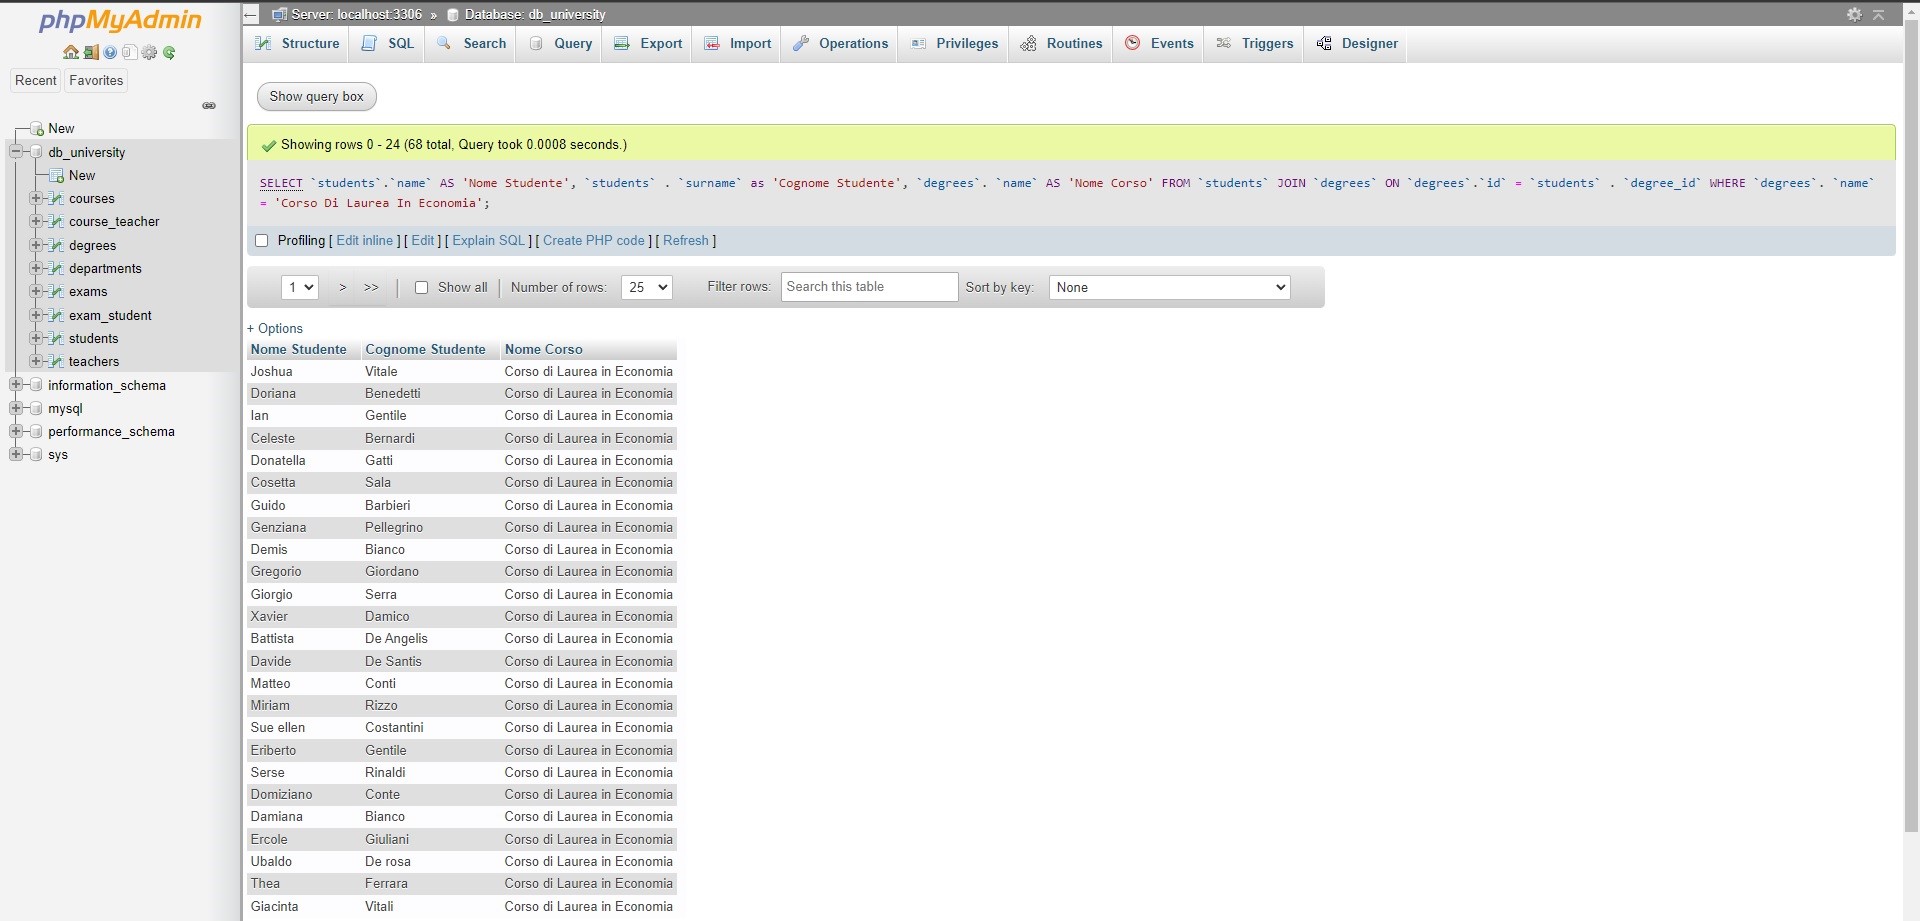 phpMyAdmin
Recent Favorites
New
db_university
New
courses
course_teacher
degrees
departments
exams
exam_student
students
teachers
information_schema
mysql
performance_schema
sys
Server: localhost:3306 » Database: db_university
Structure SQL Search Query Export Import Operations Privileges Routines Events Triggers Designer
Show query box
Showing rows 0 - 24 (68 total, Query took 0.0008 seconds.)
SELECT `students`.`name` AS 'Nome Studente', `students` . `surname` as 'Cognome Studente', `degrees`. `name` AS 'Nome Corso' FROM `students` JOIN `degrees` ON `degrees`.`id` = `students` . `degree_id` WHERE `degrees`. `name`
= 'Corso Di Laurea In Economia';
Profiling [ Edit inline ] [ Edit ] [ Explain SQL ] [ Create PHP code ] [ Refresh ]
1 > >> | Show all | Number of rows: 25 Filter rows: Search this table Sort by key: None
+ Options
Nome Studente Cognome Studente Nome Corso
Joshua Vitale Corso di Laurea in Economia
Doriana Benedetti Corso di Laurea in Economia
Ian Gentile Corso di Laurea in Economia
Celeste Bernardi Corso di Laurea in Economia
Donatella Gatti Corso di Laurea in Economia
Cosetta Sala Corso di Laurea in Economia
Guido Barbieri Corso di Laurea in Economia
Genziana Pellegrino Corso di Laurea in Economia
Demis Bianco Corso di Laurea in Economia
Gregorio Giordano Corso di Laurea in Economia
Giorgio Serra Corso di Laurea in Economia
Xavier Damico Corso di Laurea in Economia
Battista De Angelis Corso di Laurea in Economia
Davide De Santis Corso di Laurea in Economia
Matteo Conti Corso di Laurea in Economia
Miriam Rizzo Corso di Laurea in Economia
Sue ellen Costantini Corso di Laurea in Economia
Eriberto Gentile Corso di Laurea in Economia
Serse Rinaldi Corso di Laurea in Economia
Domiziano Conte Corso di Laurea in Economia
Damiana Bianco Corso di Laurea in Economia
Ercole Giuliani Corso di Laurea in Economia
Ubaldo De rosa Corso di Laurea in Economia
Thea Ferrara Corso di Laurea in Economia
Giacinta Vitali Corso di Laurea in Economia